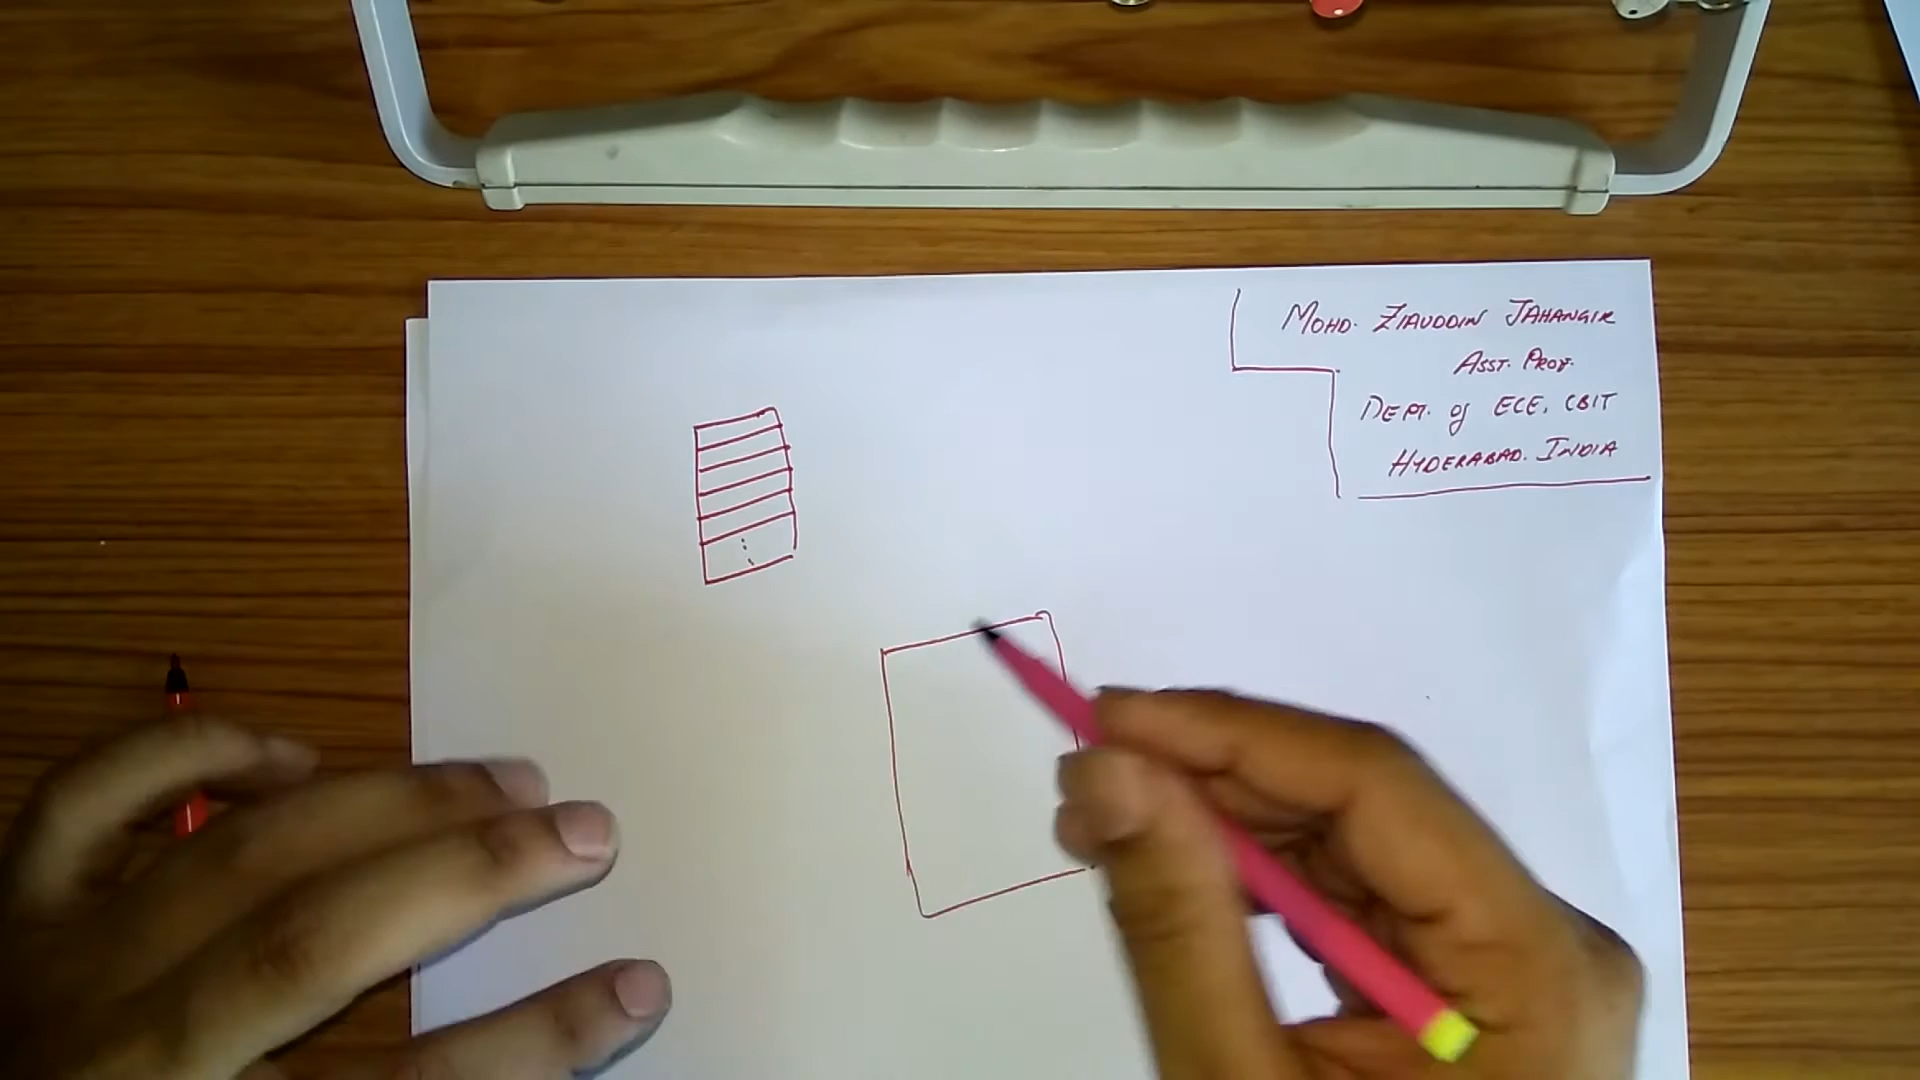 MOHD. ZIAUDDIN JAHANGIR
ASST. PROF.
DEPT. of ECE, CBIT
HYDERABAD. INDIA